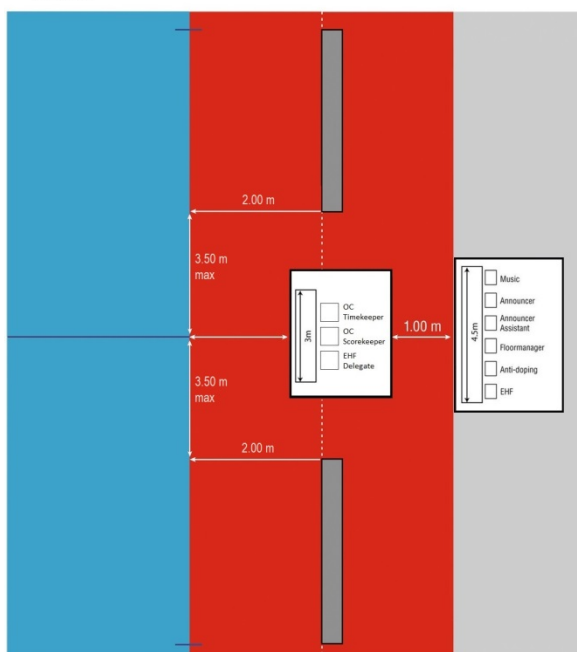 2.00 m
3.50 m
max
3m
OC
Timekeeper
OC
Scorekeeper
EHF
Delegate
1.00 m
4,5m
Music
Announcer
Announcer
Assistant
Floormanager
Anti-doping
EHF
3.50 m
max
2.00 m